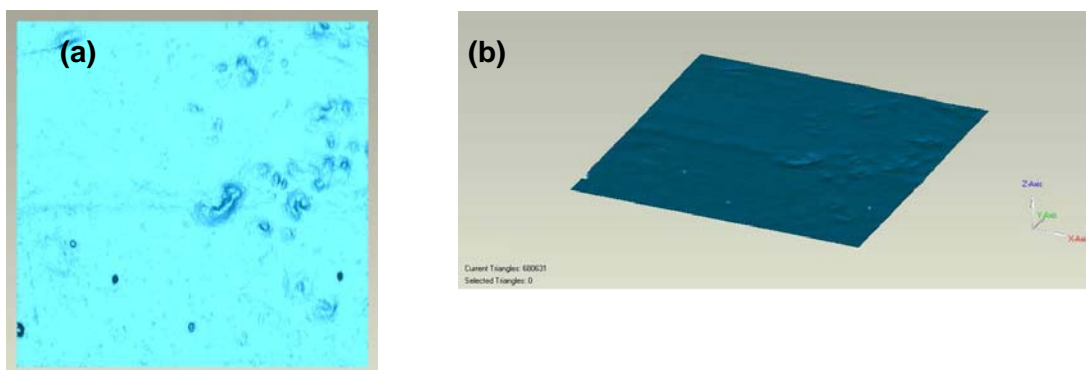 (a)
(b)
Z-Axis
Y-Axis
X-Axis
Current Triangles: 680631
Selected Triangles: 0